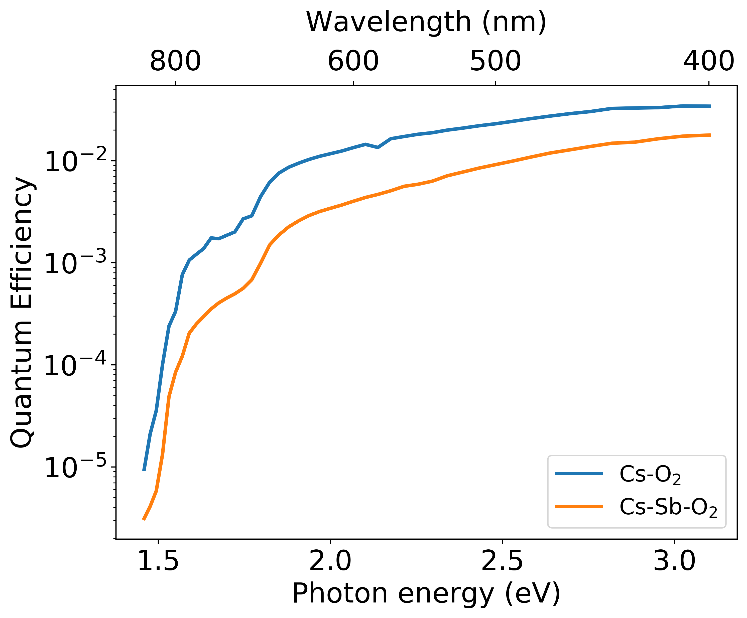 Wavelength (nm)
800 600 500 400
Quantum Efficiency
10⁻²
10⁻³
10⁻⁴
10⁻⁵
Cs-O₂
Cs-Sb-O₂
1.5 2.0 2.5 3.0
Photon energy (eV)